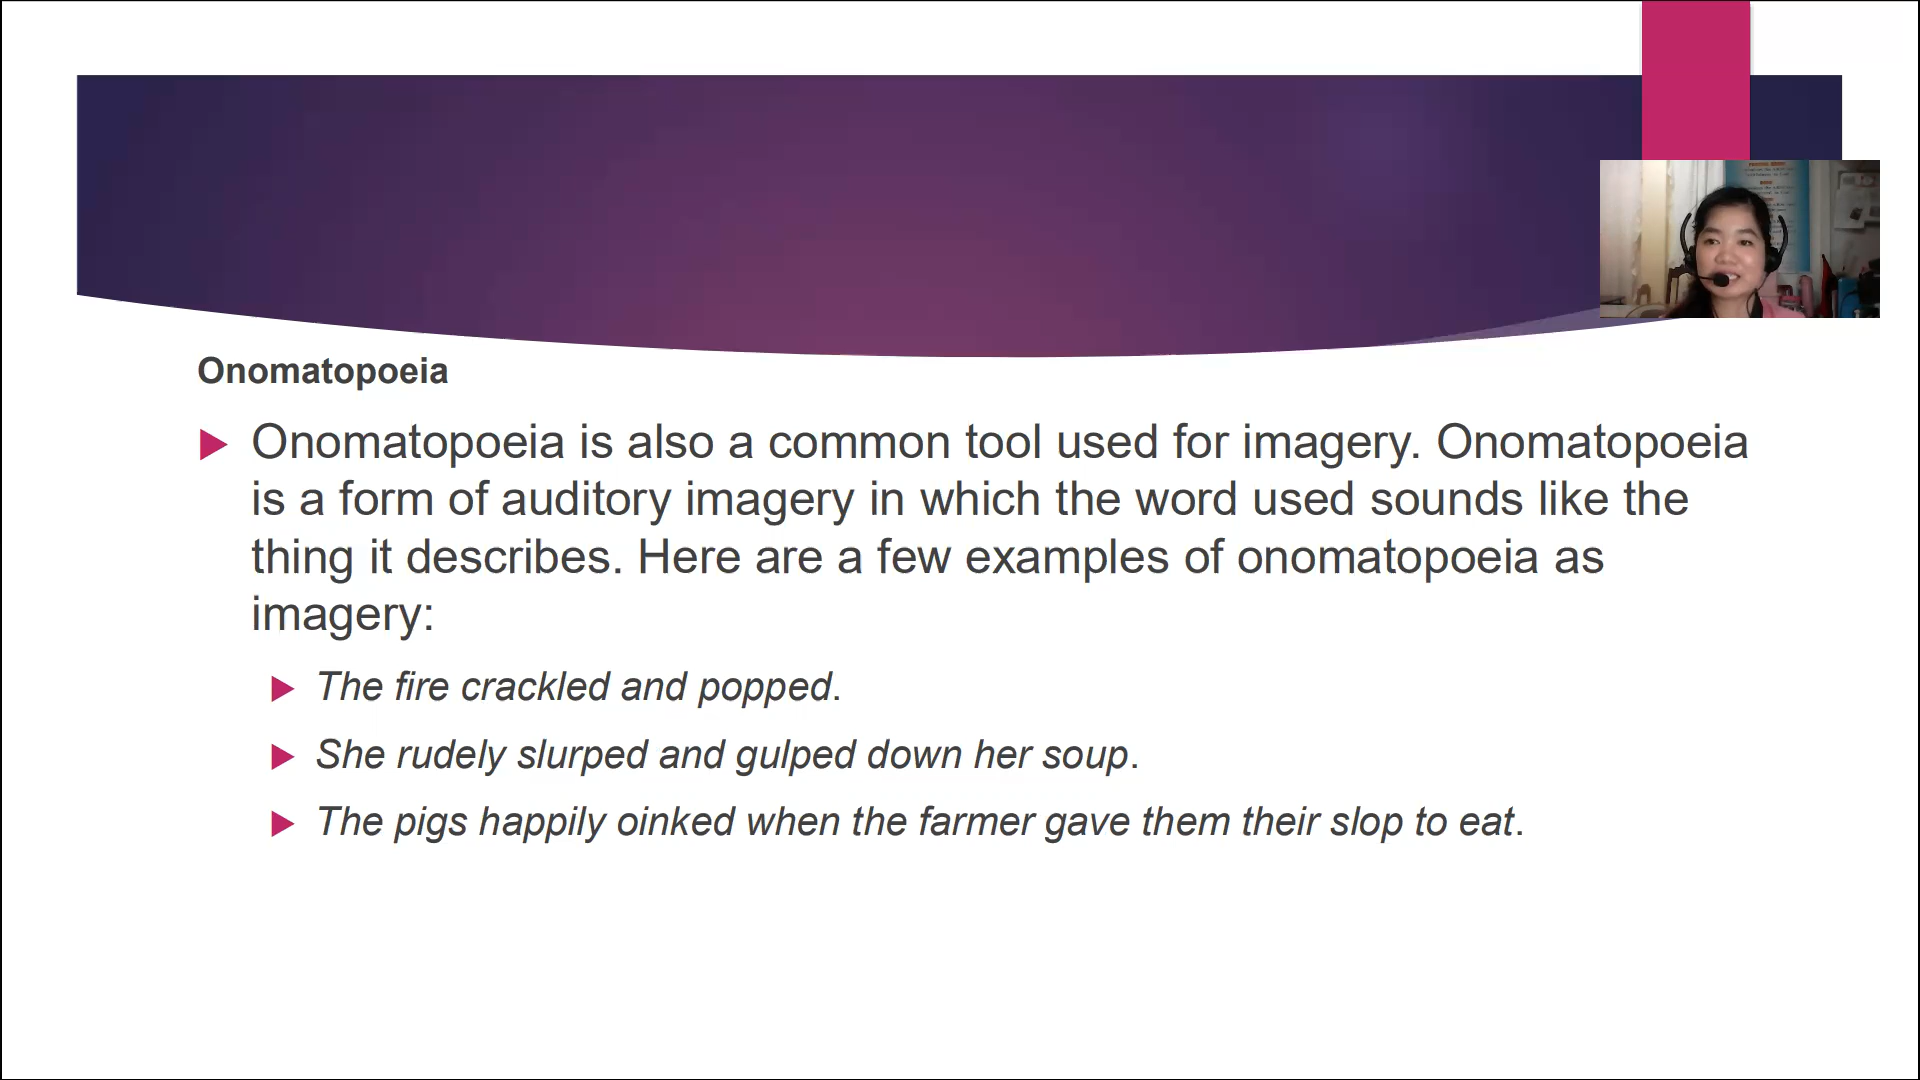 Onomatopoeia
Onomatopoeia is also a common tool used for imagery. Onomatopoeia
is a form of auditory imagery in which the word used sounds like the
thing it describes. Here are a few examples of onomatopoeia as
imagery:
The fire crackled and popped.
She rudely slurped and gulped down her soup.
The pigs happily oinked when the farmer gave them their slop to eat.